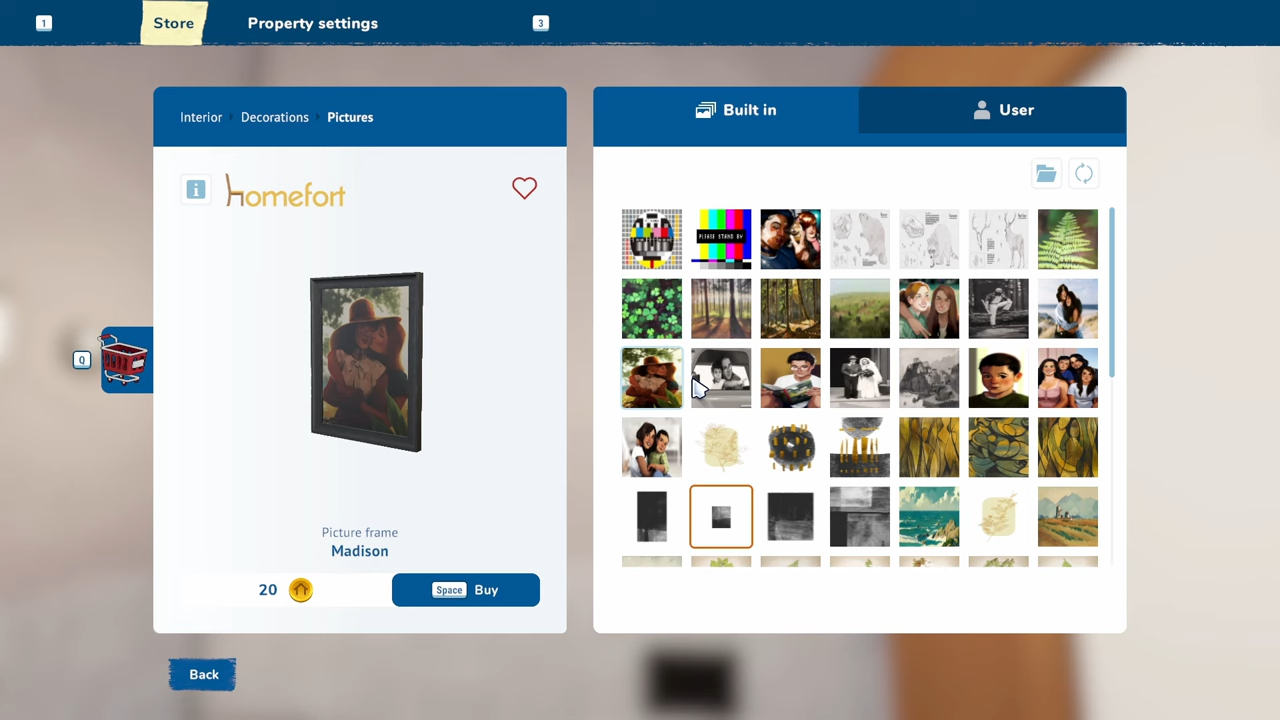 1
Store
Property settings
3
Interior
Decorations
Pictures
Built in
User
i
homefort
PLEASE STAND BY
Q
Picture frame
Madison
20
Space
Buy
Back